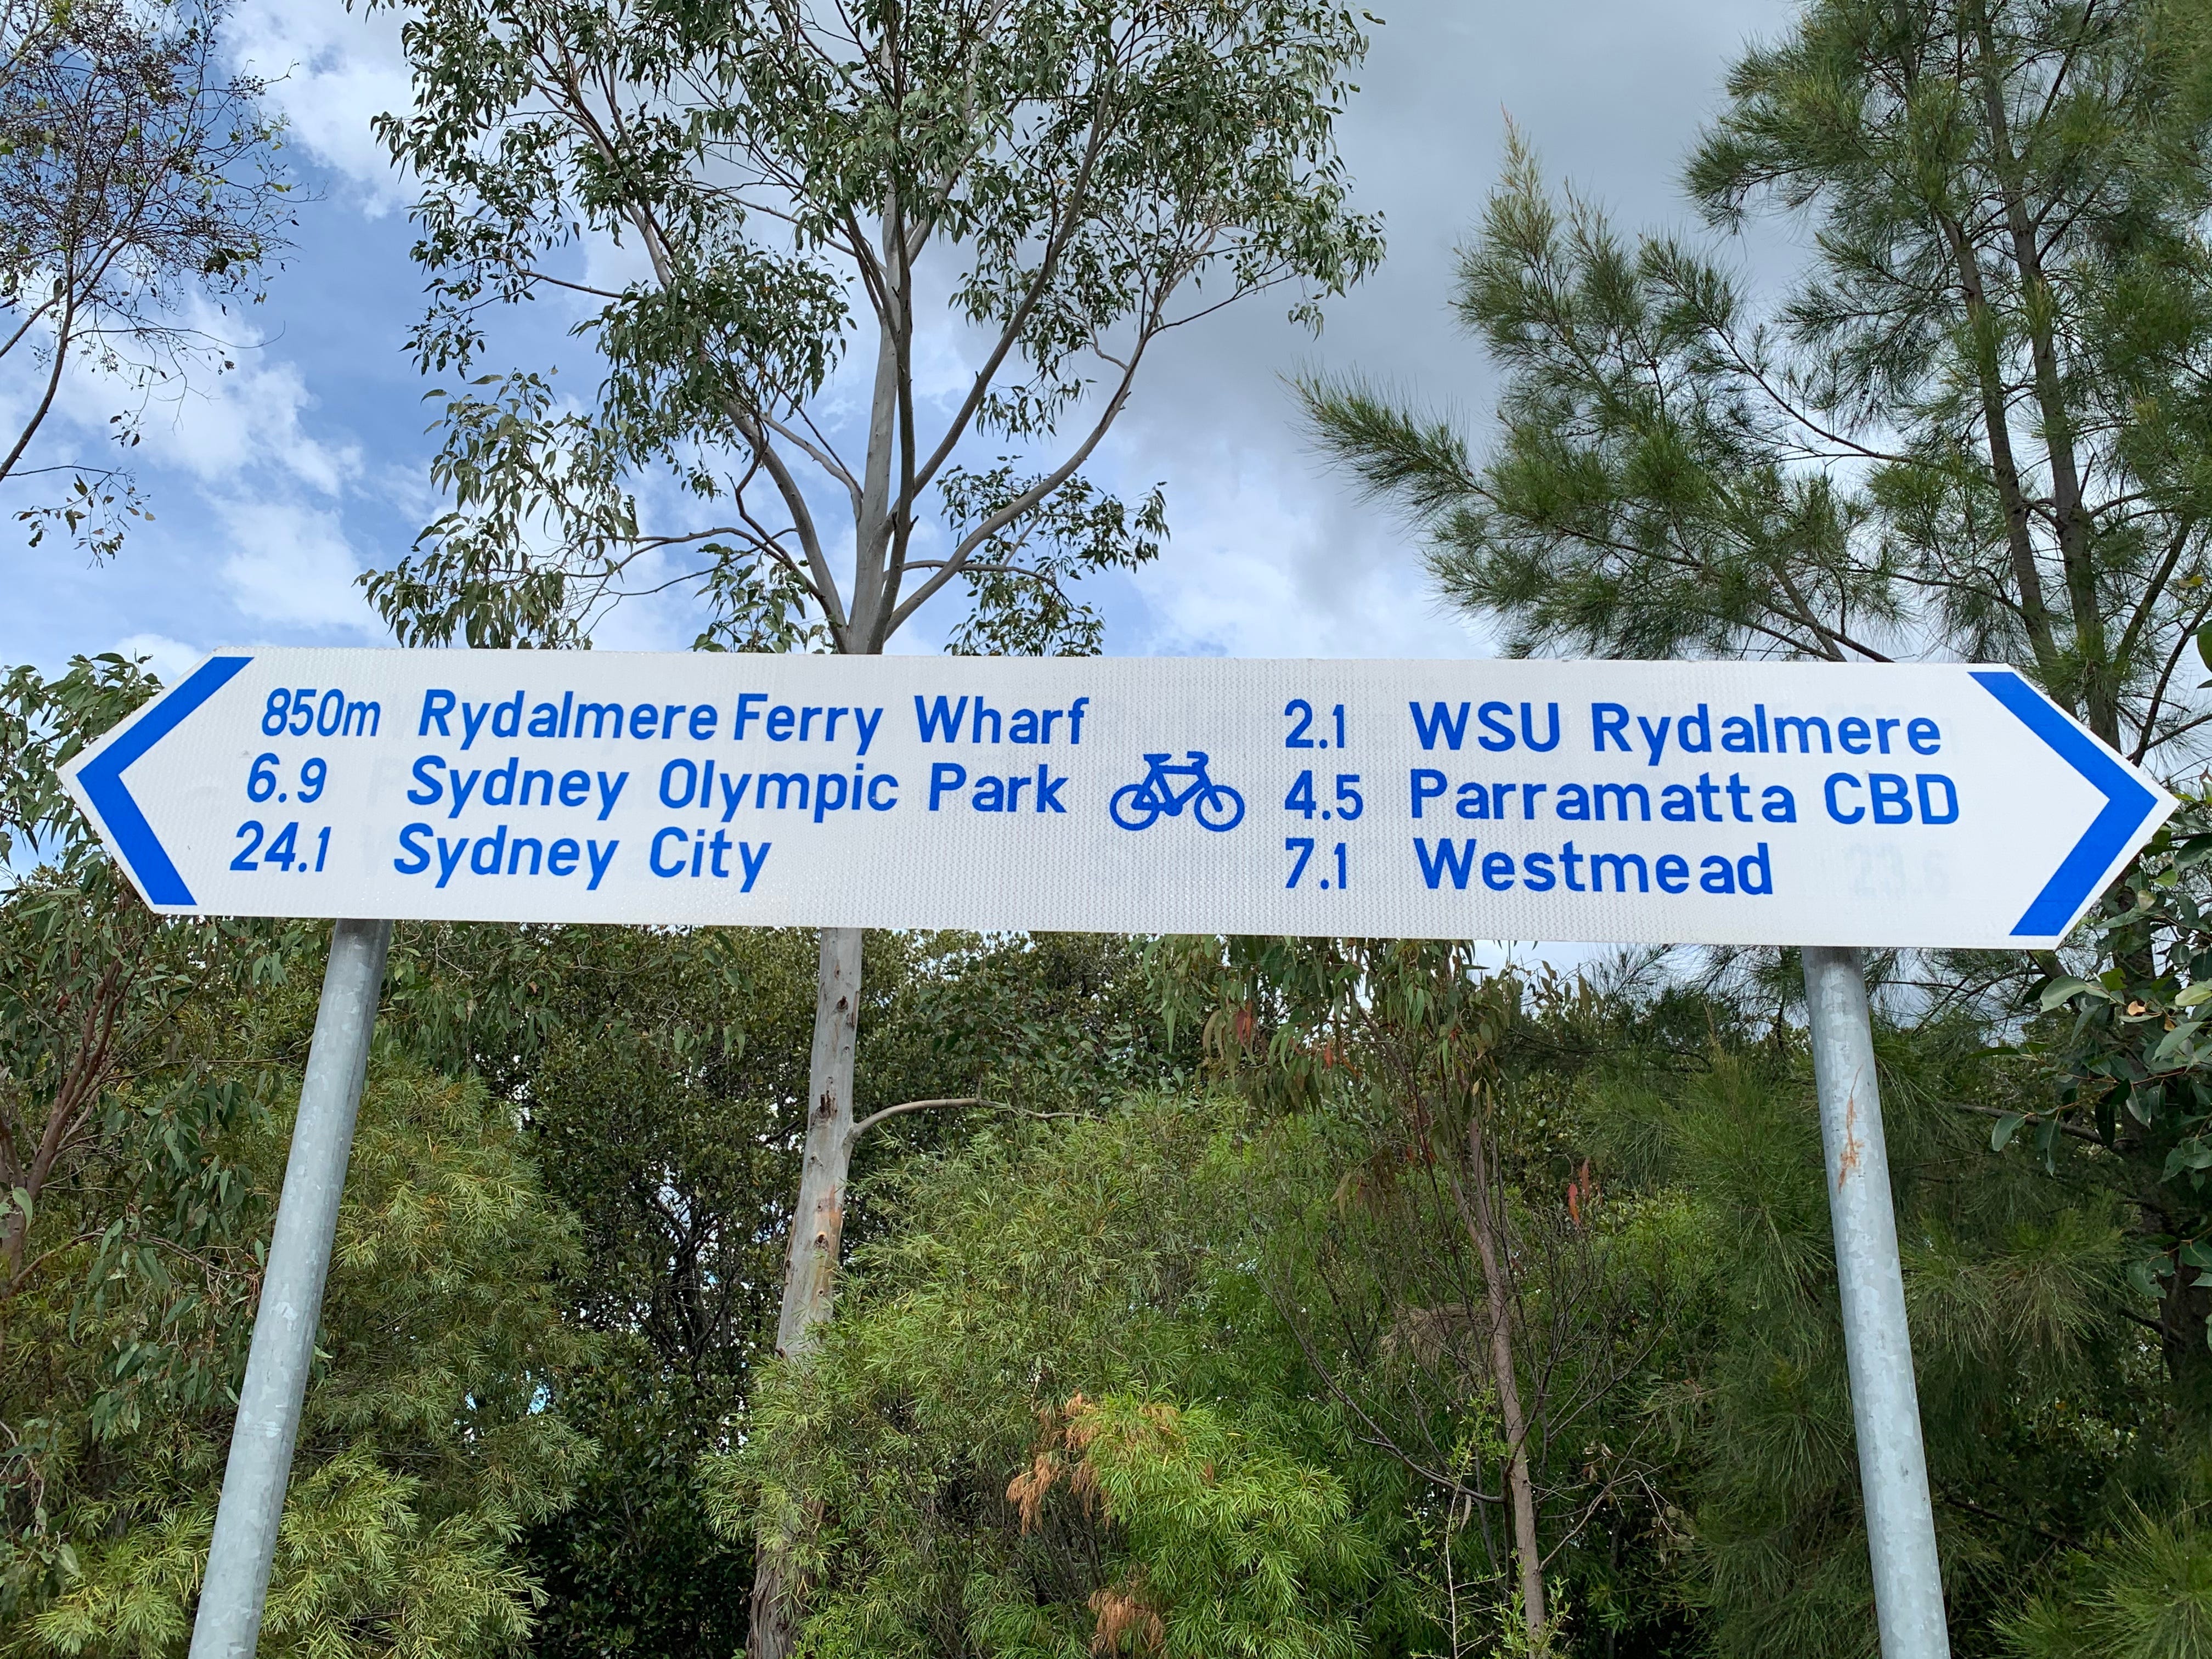 850m Rydalmere Ferry Wharf
6.9 Sydney Olympic Park
24.1 Sydney City
2.1 WSU Rydalmere
4.5 Parramatta CBD
7.1 Westmead